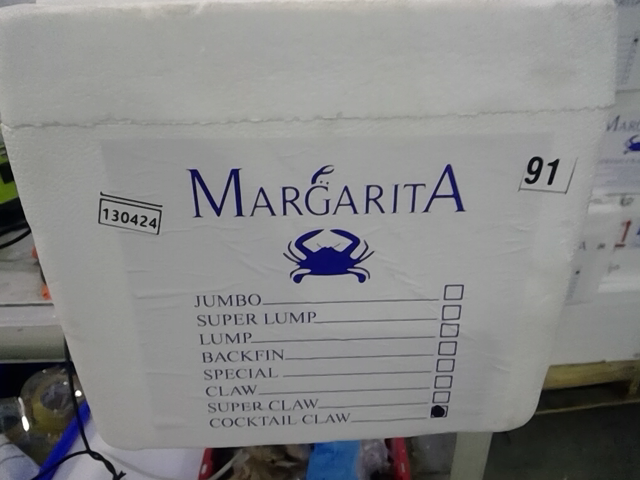 MARGARITA
91
130424
JUMBO
SUPER LUMP
LUMP
BACKFIN
SPECIAL
CLAW
SUPER CLAW
COCKTAIL CLAW